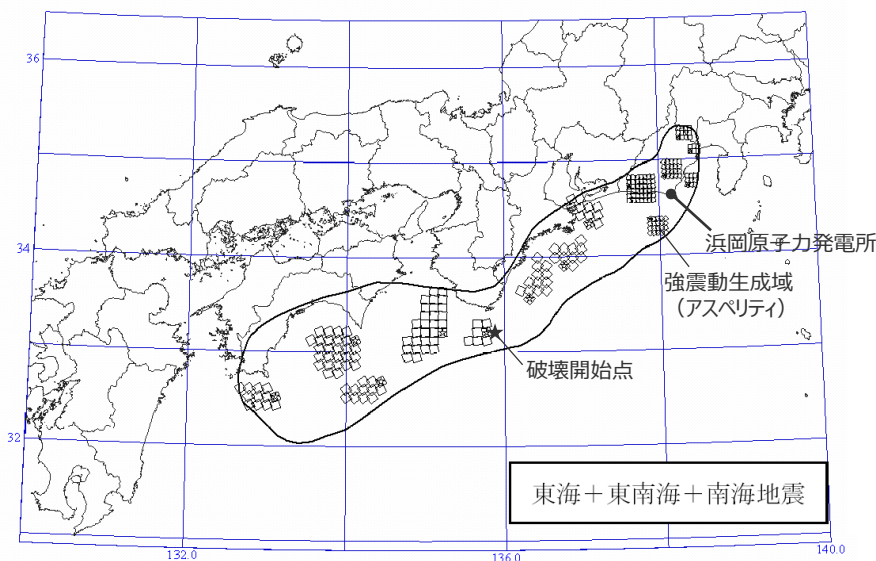 36
34
32
浜岡原子力発電所
強震動生成域
（アスペリティ）
破壊開始点
東海＋東南海＋南海地震
132.0
136.0
140.0